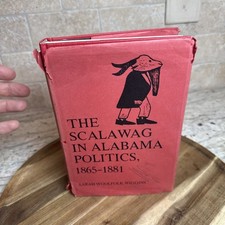 THE
SCALAWAG
IN ALABAMA
POLITICS,
1865–1881